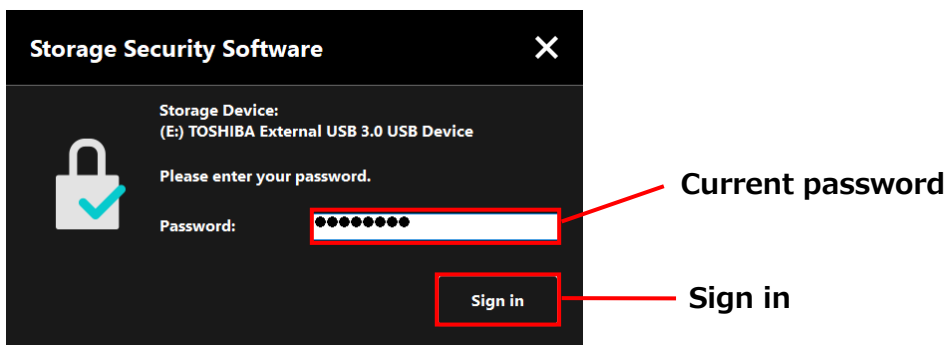 Storage Security Software
Storage Device:
(E:) TOSHIBA External USB 3.0 USB Device
Please enter your password.
Current password
Password: ●●●●●●●●
Sign in
Sign in